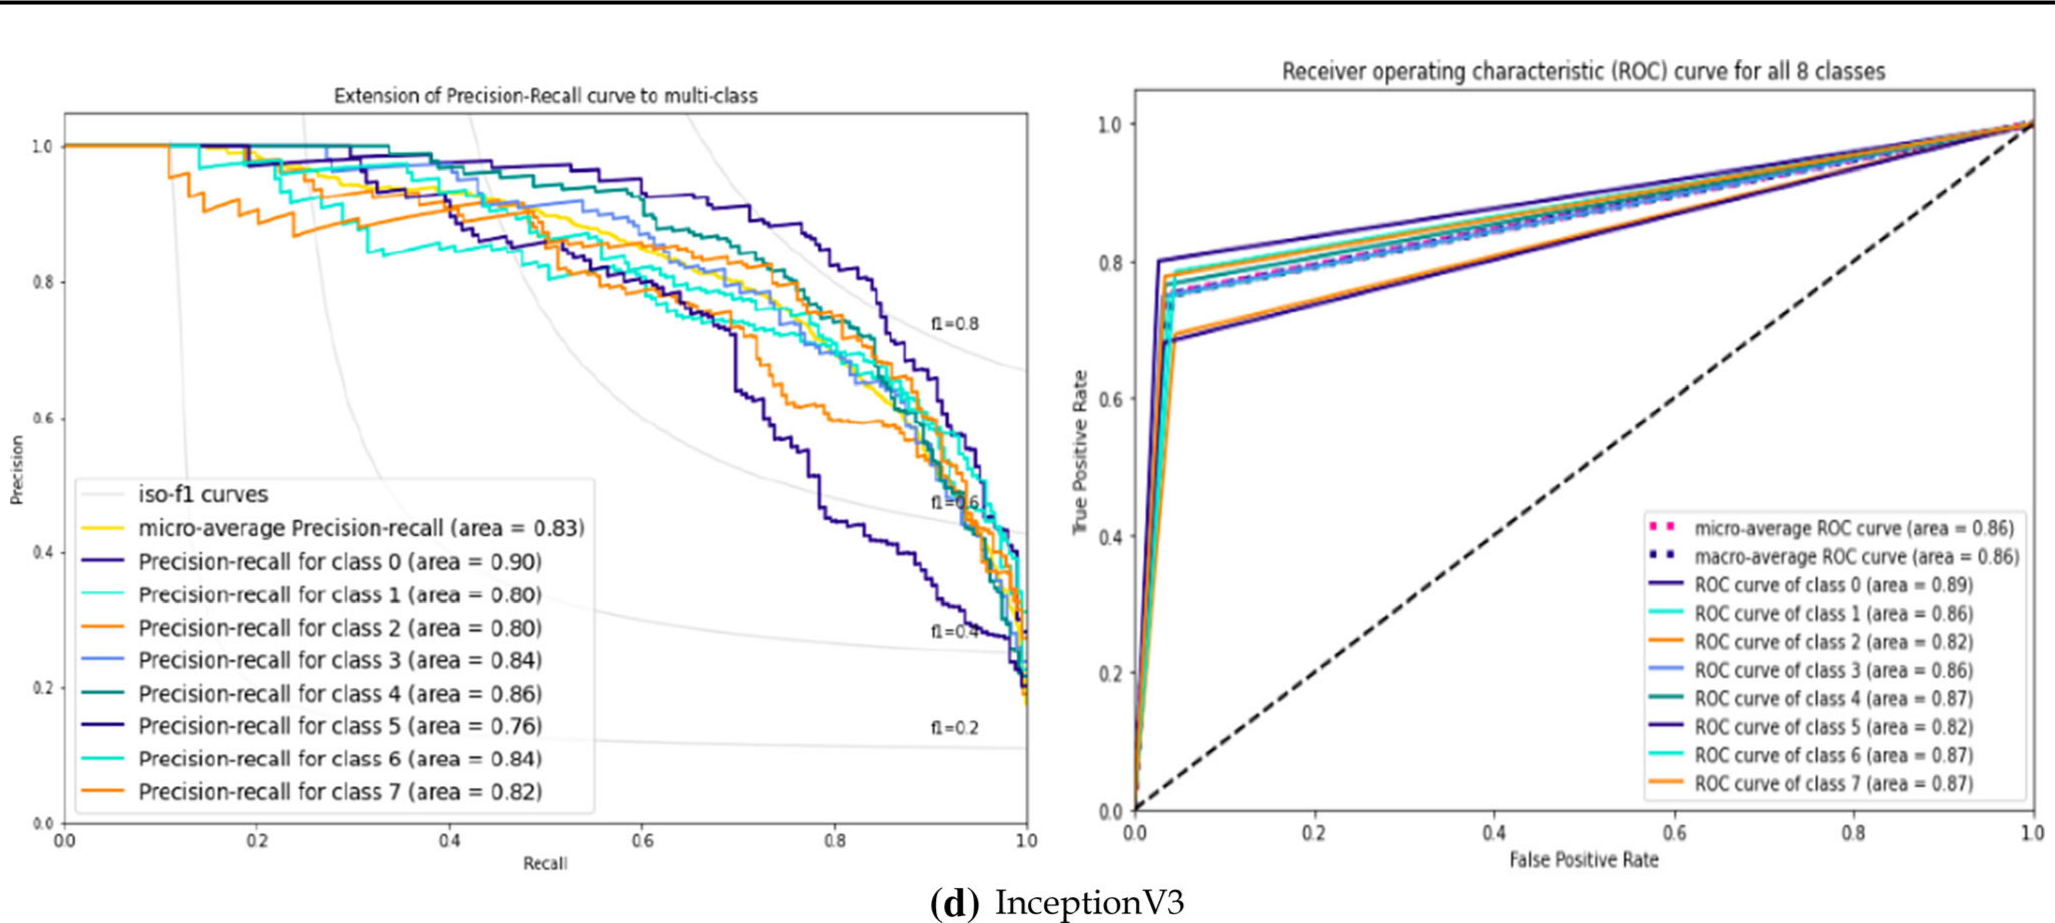 Extension of Precision-Recall curve to multi-class
1.0
0.8
0.6
0.4
0.2
0.0
Precision
f1=0.8
f1=0.6
f1=0.4
f1=0.2
iso-f1 curves
micro-average Precision-recall (area = 0.83)
Precision-recall for class 0 (area = 0.90)
Precision-recall for class 1 (area = 0.80)
Precision-recall for class 2 (area = 0.80)
Precision-recall for class 3 (area = 0.84)
Precision-recall for class 4 (area = 0.86)
Precision-recall for class 5 (area = 0.76)
Precision-recall for class 6 (area = 0.84)
Precision-recall for class 7 (area = 0.82)
0.0 0.2 0.4 0.6 0.8 1.0
Recall
Receiver operating characteristic (ROC) curve for all 8 classes
1.0
0.8
0.6
0.4
0.2
0.0
True Positive Rate
micro-average ROC curve (area = 0.86)
macro-average ROC curve (area = 0.86)
ROC curve of class 0 (area = 0.89)
ROC curve of class 1 (area = 0.86)
ROC curve of class 2 (area = 0.82)
ROC curve of class 3 (area = 0.86)
ROC curve of class 4 (area = 0.87)
ROC curve of class 5 (area = 0.82)
ROC curve of class 6 (area = 0.87)
ROC curve of class 7 (area = 0.87)
0.0 0.2 0.4 0.6 0.8 1.0
False Positive Rate
(d) InceptionV3